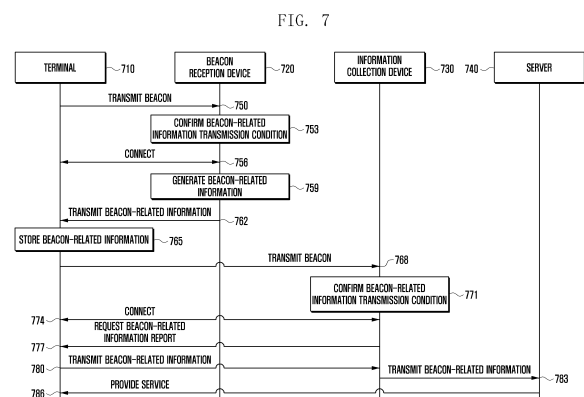 FIG. 7
TERMINAL
710
BEACON
RECEPTION DEVICE
720
INFORMATION
COLLECTION DEVICE
730
740
SERVER
TRANSMIT BEACON
750
CONFIRM BEACON-RELATED
INFORMATION TRANSMISSION CONDITION
753
CONNECT
756
GENERATE BEACON-RELATED
INFORMATION
759
TRANSMIT BEACON-RELATED INFORMATION
762
STORE BEACON-RELATED INFORMATION
765
TRANSMIT BEACON
768
CONFIRM BEACON-RELATED
INFORMATION TRANSMISSION CONDITION
771
CONNECT
774
REQUEST BEACON-RELATED
INFORMATION REPORT
777
TRANSMIT BEACON-RELATED INFORMATION
780
TRANSMIT BEACON-RELATED INFORMATION
783
PROVIDE SERVICE
786